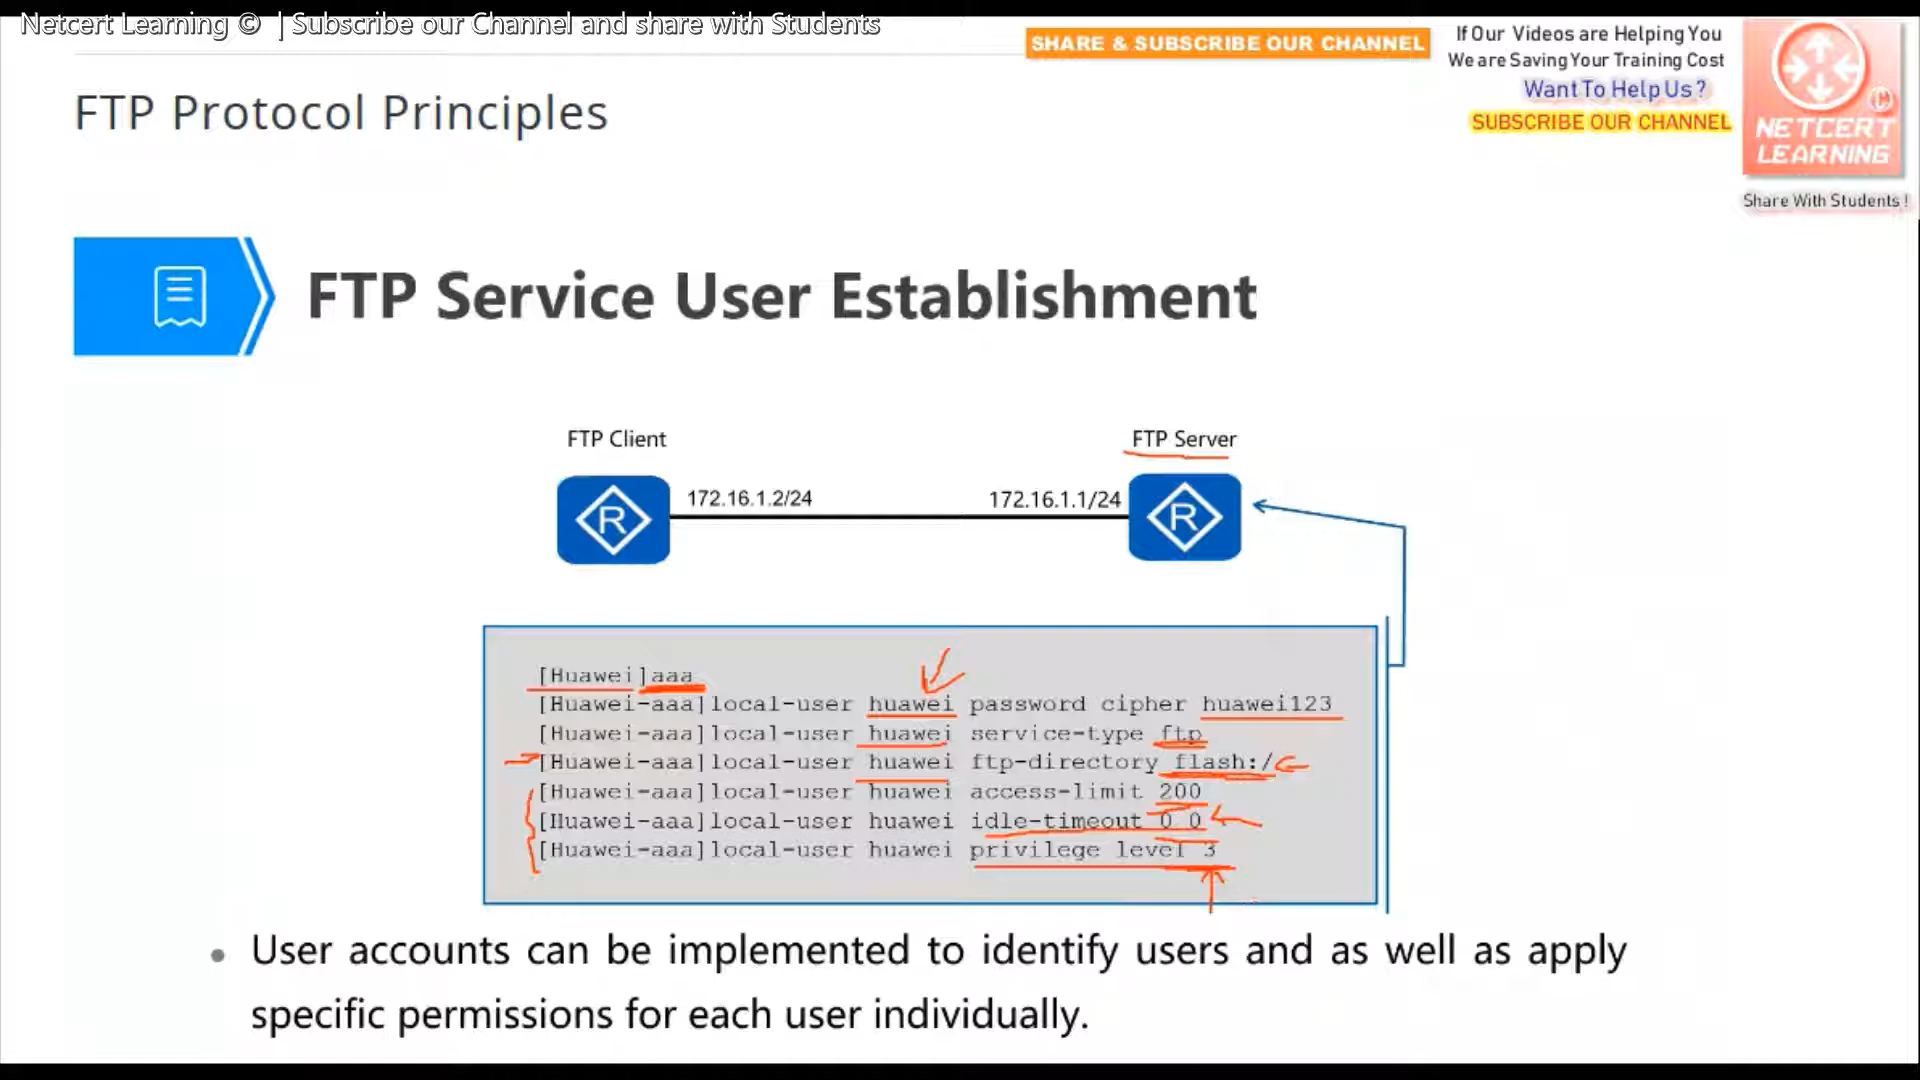 Netcert Learning © | Subscribe our Channel and share with Students
SHARE & SUBSCRIBE OUR CHANNEL
If Our Videos are Helping You
We are Saving Your Training Cost
Want To Help Us ?
SUBSCRIBE OUR CHANNEL
NETCERT
LEARNING
©
Share With Students !
FTP Protocol Principles
FTP Service User Establishment
FTP Client
FTP Server
R
172.16.1.2/24
172.16.1.1/24
R
[Huawei]aaa
[Huawei-aaa]local-user huawei password cipher huawei123
[Huawei-aaa]local-user huawei service-type ftp
[Huawei-aaa]local-user huawei ftp-directory flash:/
[Huawei-aaa]local-user huawei access-limit 200
[Huawei-aaa]local-user huawei idle-timeout 0 0
[Huawei-aaa]local-user huawei privilege level 3
• User accounts can be implemented to identify users and as well as apply
specific permissions for each user individually.